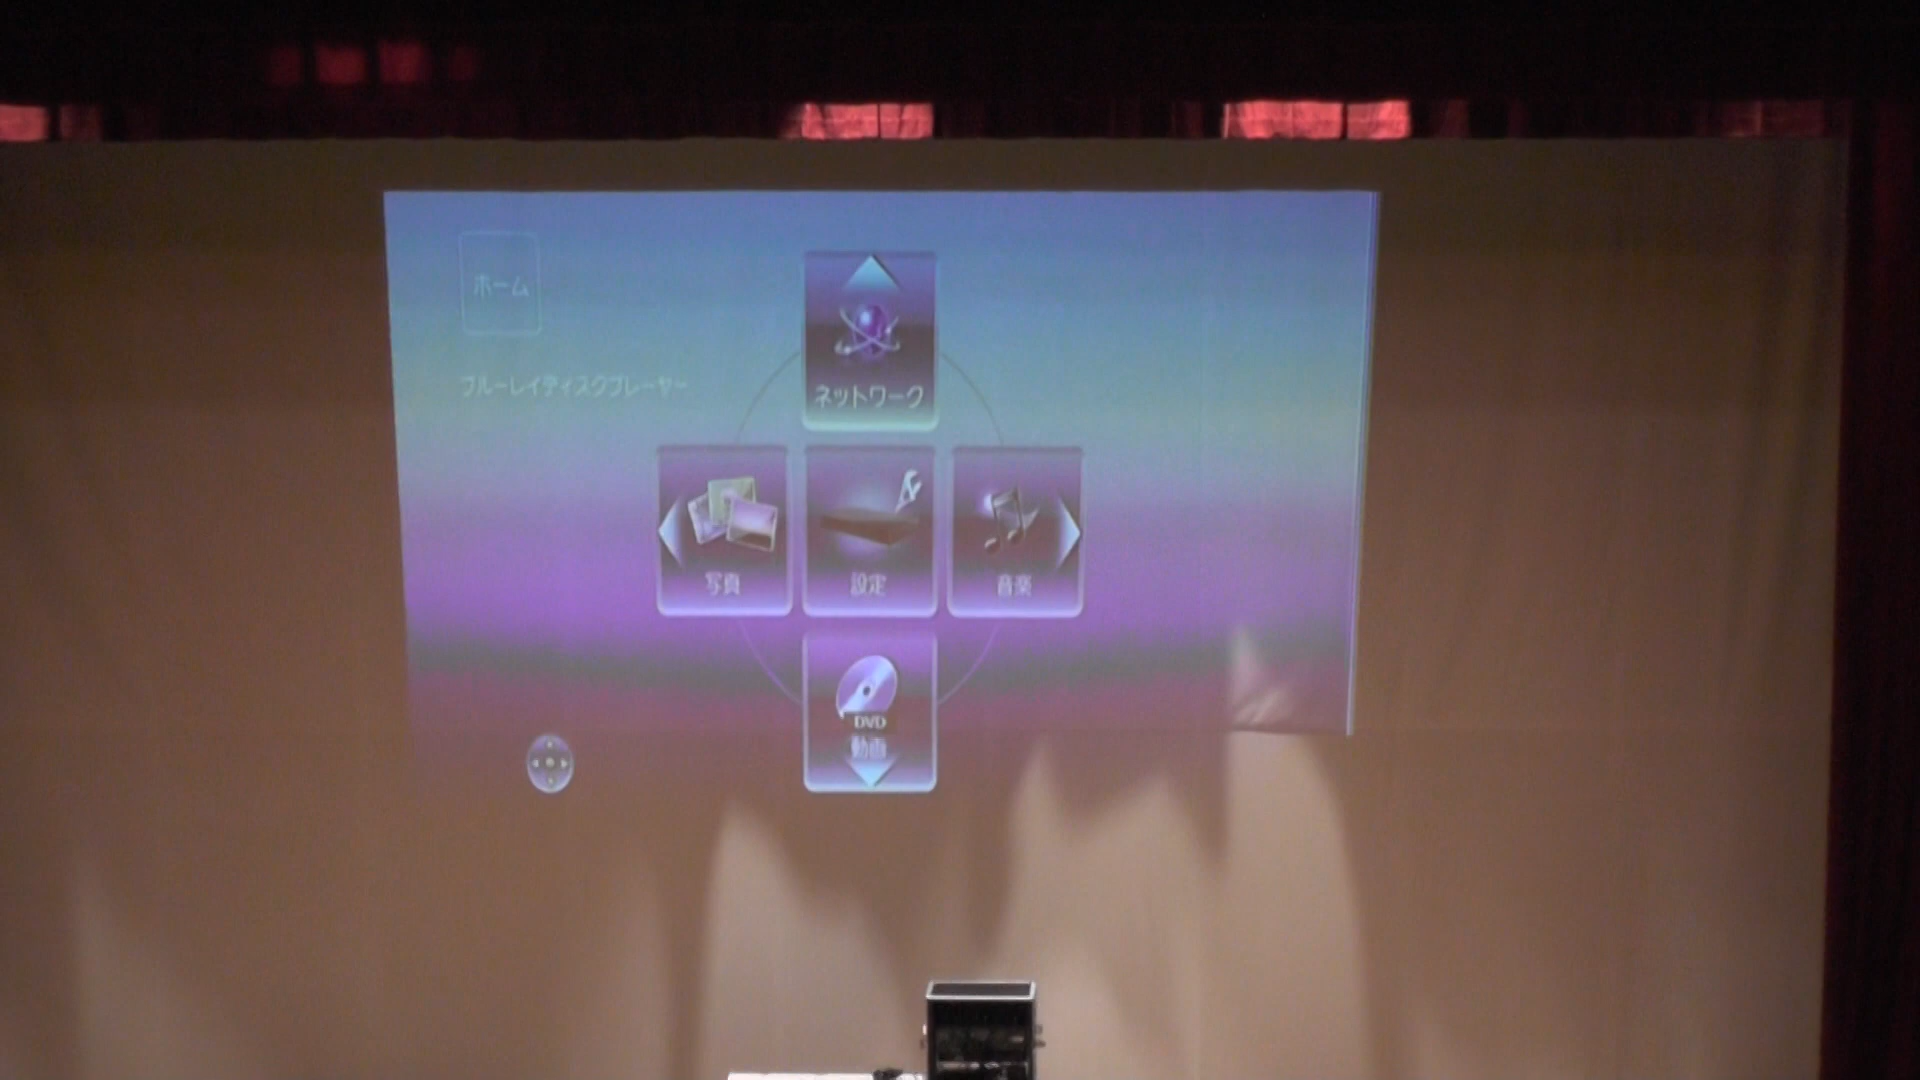 ホーム
ブルーレイディスクプレーヤー
ネットワーク
写真
設定
音楽
DVD
動画